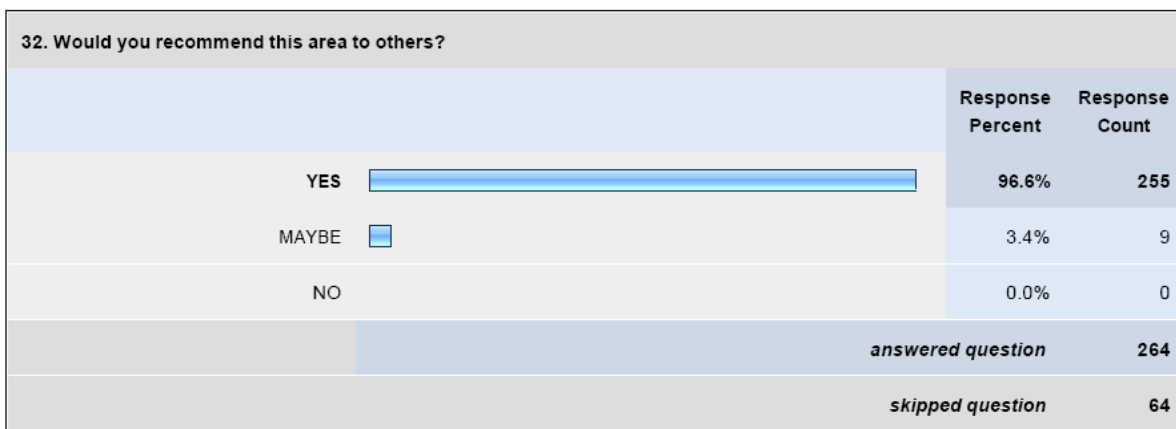 32. Would you recommend this area to others?
Response Percent Response Count
YES 96.6% 255
MAYBE 3.4% 9
NO 0.0% 0
answered question 264
skipped question 64